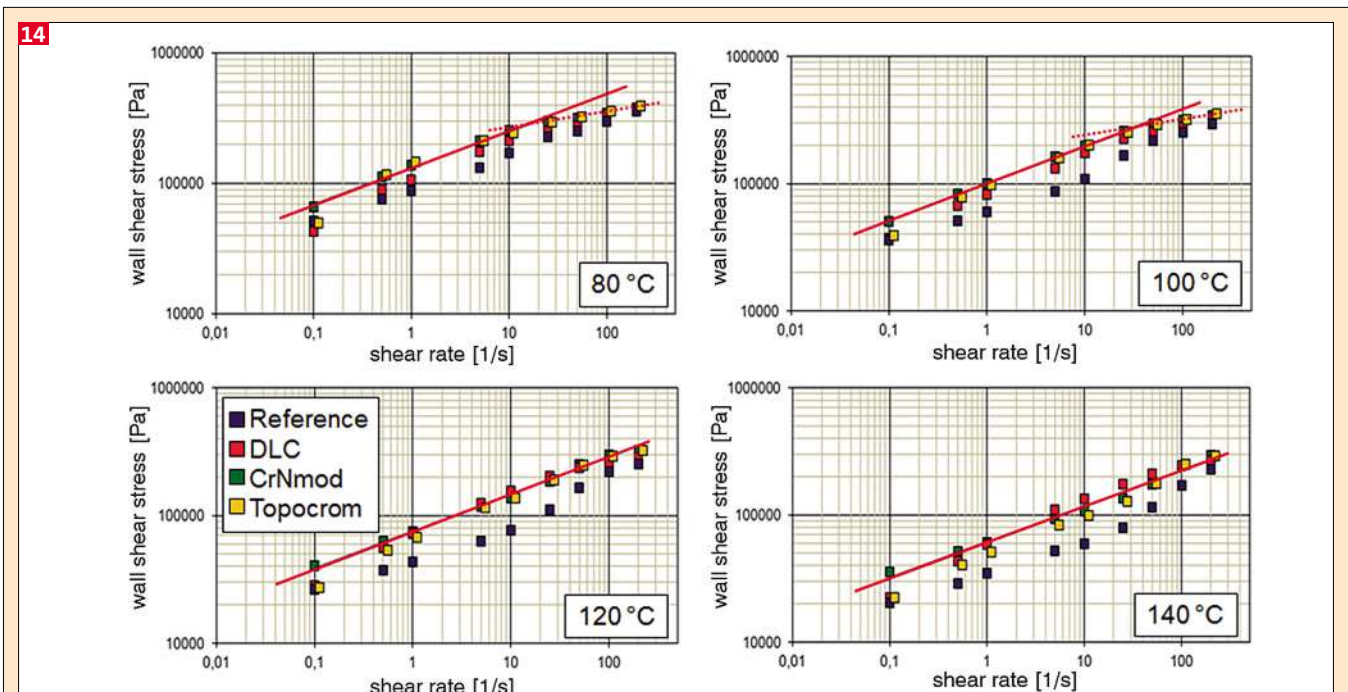 14
1000000
100000
10000
0,01 0,1 1 10 100
wall shear stress [Pa]
shear rate [1/s]
80 °C
1000000
100000
10000
0,01 0,1 1 10 100
wall shear stress [Pa]
shear rate [1/s]
100 °C
1000000
100000
10000
0,01 0,1 1 10 100
wall shear stress [Pa]
shear rate [1/s]
Reference
DLC
CrNmod
Topocrom
120 °C
1000000
100000
10000
0,01 0,1 1 10 100
wall shear stress [Pa]
shear rate [1/s]
140 °C